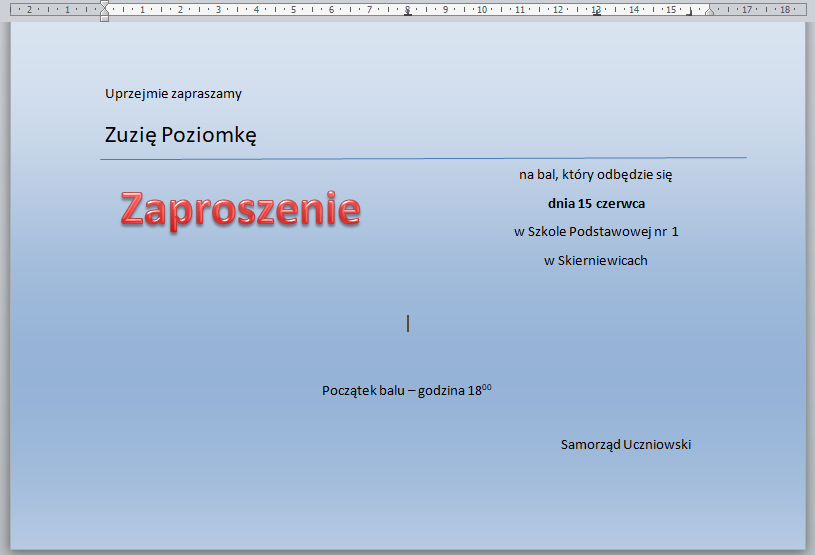 2 1 1 2 3 4 5 6 7 8 9 10 11 12 13 14 15 17 18
Uprzejmie zapraszamy
Zuzię Poziomkę
na bal, który odbędzie się
dnia 15 czerwca
Zaproszenie
w Szkole Podstawowej nr 1
w Skierniewicach
Początek balu – godzina 18⁰⁰
Samorząd Uczniowski